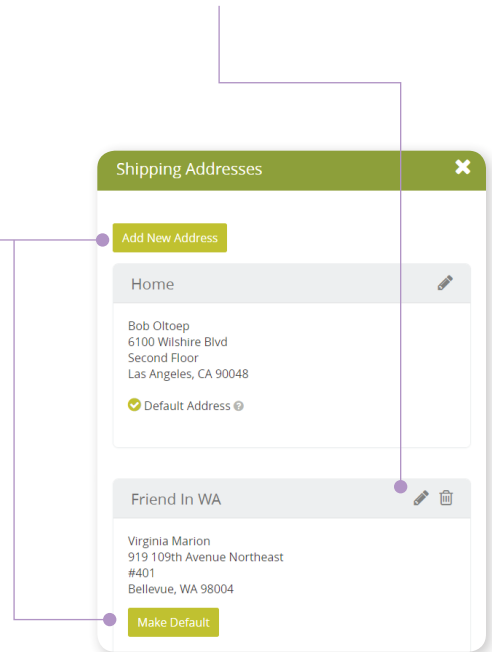 Shipping Addresses
Add New Address
Home
Bob Oltoep
6100 Wilshire Blvd
Second Floor
Las Angeles, CA 90048
Default Address
Friend In WA
Virginia Marion
919 109th Avenue Northeast
#401
Bellevue, WA 98004
Make Default